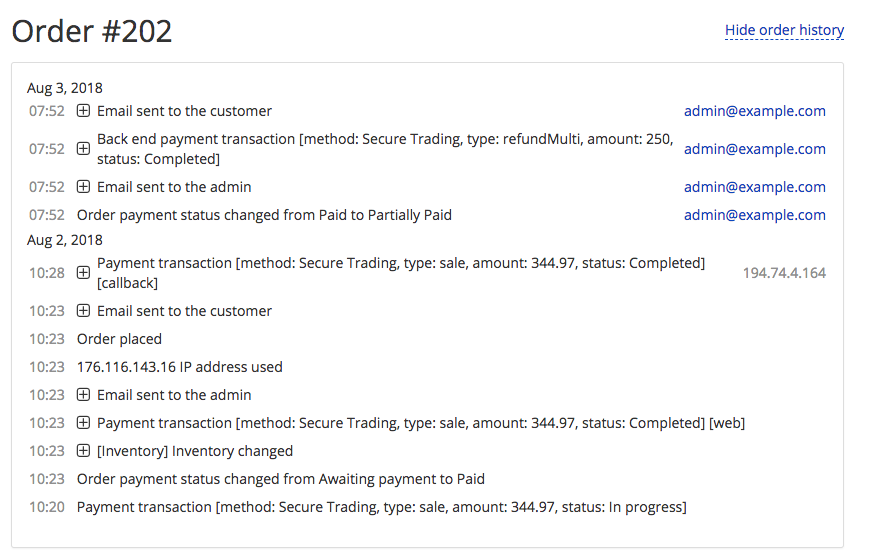 Order #202
Hide order history
Aug 3, 2018
07:52 Email sent to the customer admin@example.com
07:52 Back end payment transaction [method: Secure Trading, type: refundMulti, amount: 250,
status: Completed] admin@example.com
07:52 Email sent to the admin admin@example.com
07:52 Order payment status changed from Paid to Partially Paid admin@example.com
Aug 2, 2018
10:28 Payment transaction [method: Secure Trading, type: sale, amount: 344.97, status: Completed]
[callback] 194.74.4.164
10:23 Email sent to the customer
10:23 Order placed
10:23 176.116.143.16 IP address used
10:23 Email sent to the admin
10:23 Payment transaction [method: Secure Trading, type: sale, amount: 344.97, status: Completed] [web]
10:23 [Inventory] Inventory changed
10:23 Order payment status changed from Awaiting payment to Paid
10:20 Payment transaction [method: Secure Trading, type: sale, amount: 344.97, status: In progress]